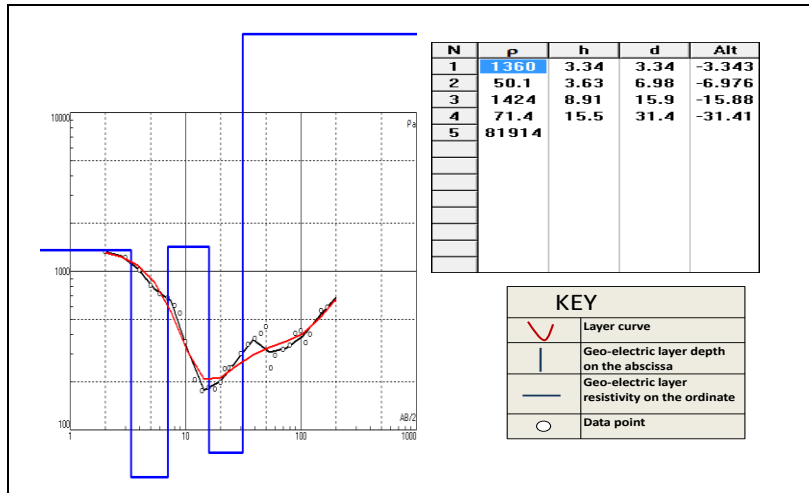 10000
1000
100
ρa
AB/2
1 10 100 1000
N ρ h d Alt
1 1360 3.34 3.34 -3.343
2 50.1 3.63 6.98 -6.976
3 1424 8.91 15.9 -15.88
4 71.4 15.5 31.4 -31.41
5 81914
KEY
Layer curve
Geo-electric layer depth
on the abscissa
Geo-electric layer
resistivity on the ordinate
Data point